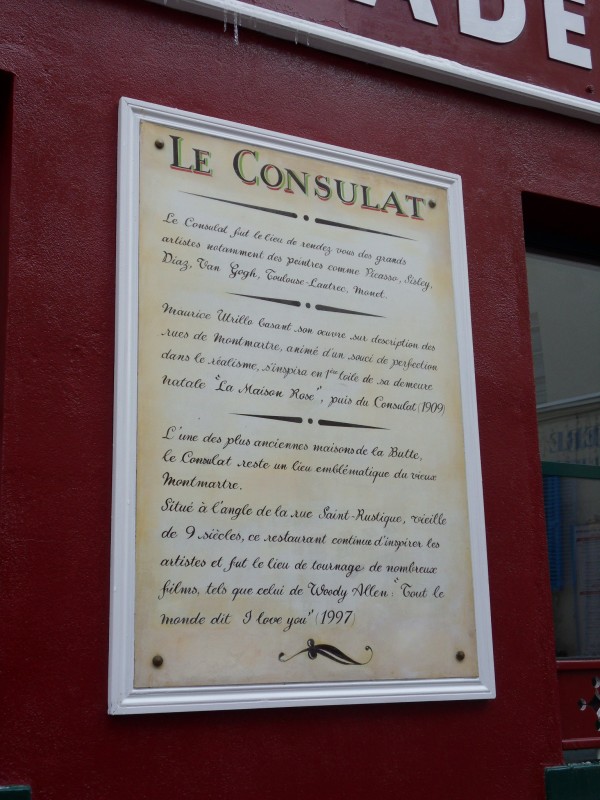 ADE
LE CONSULAT
Le Consulat fut le lieu de rendez vous des grands
artistes notamment des peintres comme Picasso, Sisley,
Diaz, Van Gogh, Toulouse-Lautrec, Monet.
Maurice Utrillo basant son œuvre sur description des
rues de Montmartre, animé d'un souci de perfection
dans le réalisme, s'inspira en 1ère toile de sa demeure
natale "La Maison Rose", puis du Consulat (1909)
L'une des plus anciennes maisons de la Butte,
le Consulat reste un lieu emblématique du vieux
Montmartre.
Situé à l'angle de la rue Saint-Rustique, vieille
de 9 siècles, ce restaurant continue d'inspirer les
artistes et fut le lieu de tournage de nombreux
films, tels que celui de Woody Allen "Tout le
monde dit I love you" (1997)